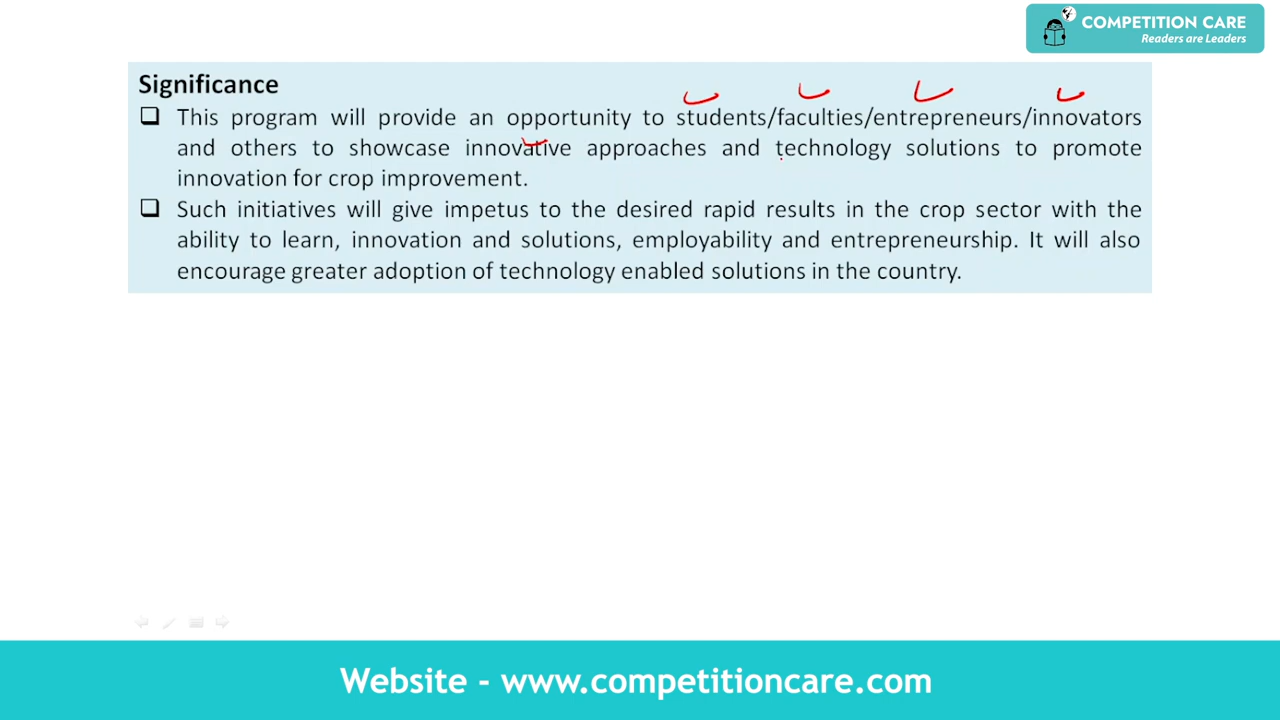 COMPETITION CARE
Readers are Leaders
Significance
❑ This program will provide an opportunity to students/faculties/entrepreneurs/innovators
and others to showcase innovative approaches and technology solutions to promote
innovation for crop improvement.
❑ Such initiatives will give impetus to the desired rapid results in the crop sector with the
ability to learn, innovation and solutions, employability and entrepreneurship. It will also
encourage greater adoption of technology enabled solutions in the country.
Website - www.competitioncare.com